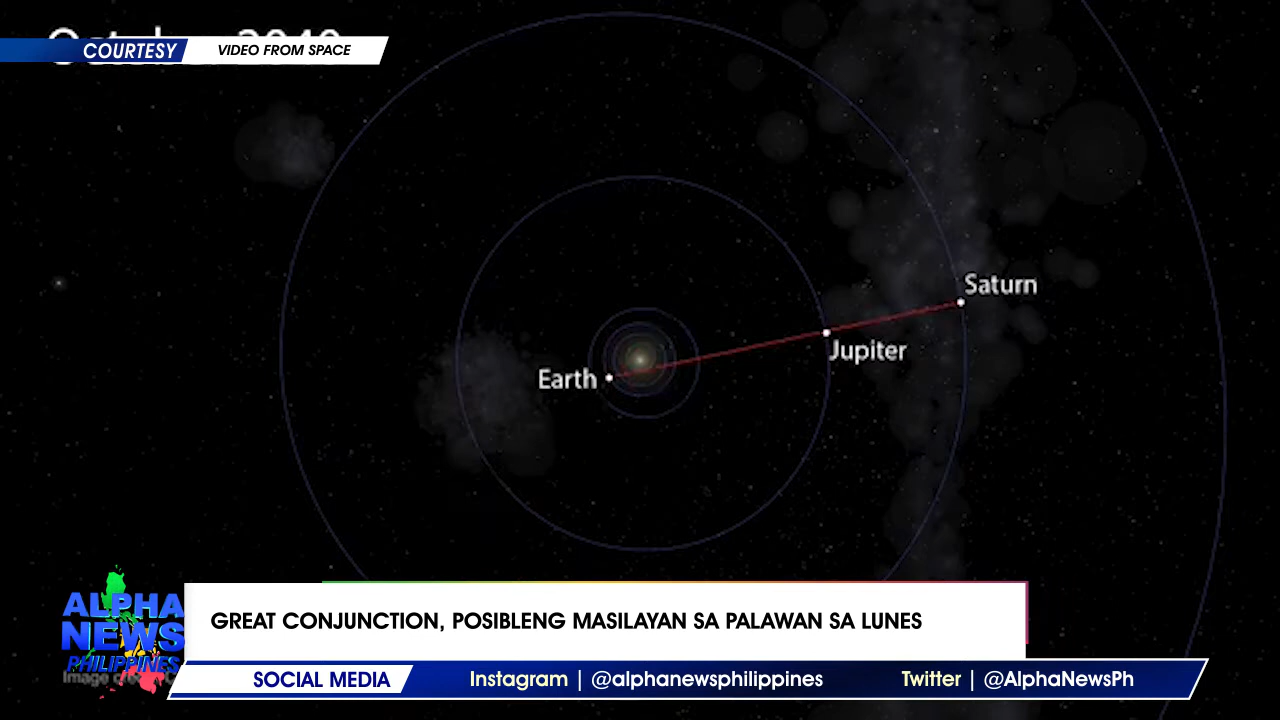 COURTESY
VIDEO FROM SPACE
Saturn
Jupiter
Earth
ALPHA
NEWS
PHILIPPINES
GREAT CONJUNCTION, POSIBLENG MASILAYAN SA PALAWAN SA LUNES
Image
SOCIAL MEDIA
Instagram | @alphanewsphilippines
Twitter | @AlphaNewsPh